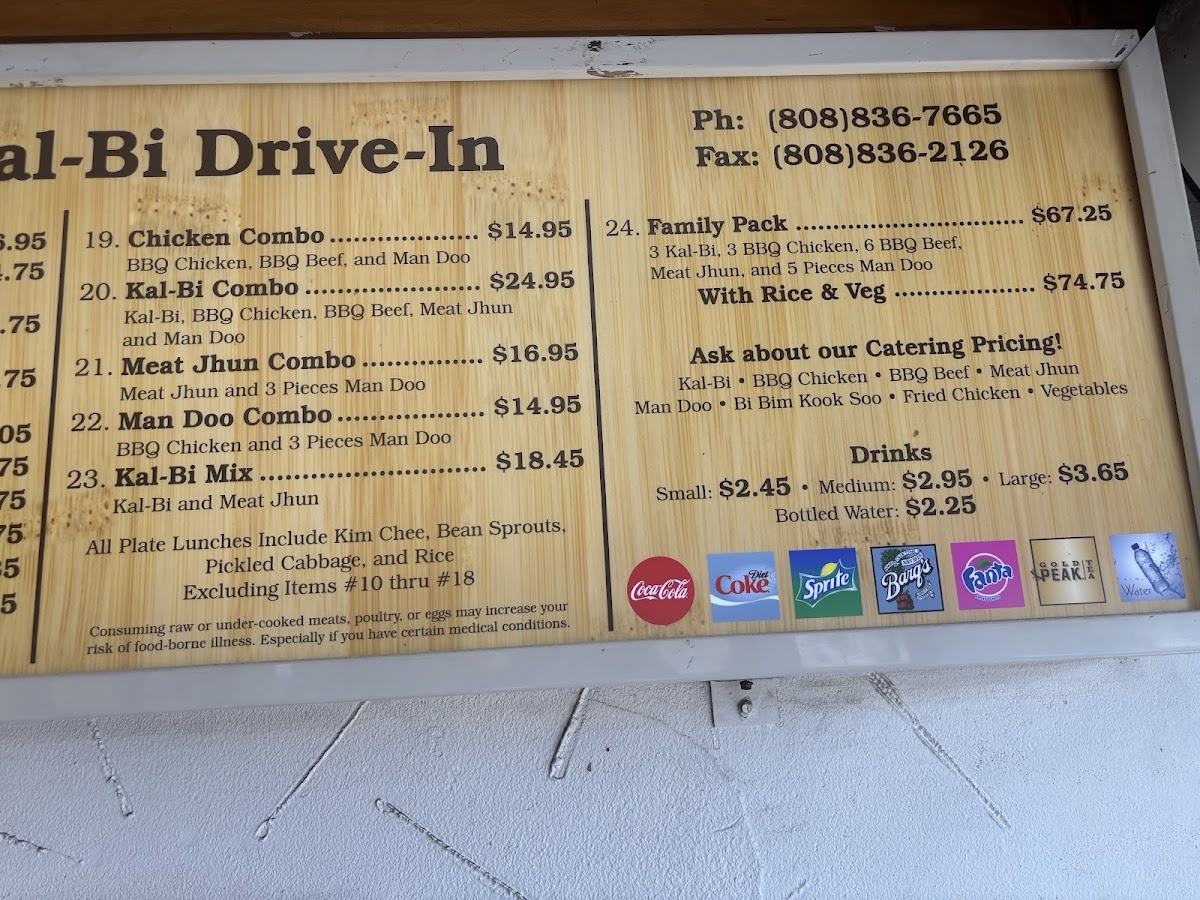 al-Bi Drive-In
Ph: (808)836-7665
Fax: (808)836-2126
.95
.75
.75
.75
05
75
75
75
35
5
19. Chicken Combo .................... $14.95
BBQ Chicken, BBQ Beef, and Man Doo
20. Kal-Bi Combo ........................ $24.95
Kal-Bi, BBQ Chicken, BBQ Beef, Meat Jhun
and Man Doo
21. Meat Jhun Combo ................ $16.95
Meat Jhun and 3 Pieces Man Doo
22. Man Doo Combo .................... $14.95
BBQ Chicken and 3 Pieces Man Doo
23. Kal-Bi Mix ............................... $18.45
Kal-Bi and Meat Jhun
All Plate Lunches Include Kim Chee, Bean Sprouts,
Pickled Cabbage, and Rice
Excluding Items #10 thru #18
Consuming raw or under-cooked meats, poultry, or eggs may increase your
risk of food-borne illness. Especially if you have certain medical conditions.
24. Family Pack ............................... $67.25
3 Kal-Bi, 3 BBQ Chicken, 6 BBQ Beef,
Meat Jhun, and 5 Pieces Man Doo
With Rice & Veg ................... $74.75
Ask about our Catering Pricing!
Kal-Bi • BBQ Chicken • BBQ Beef • Meat Jhun
Man Doo • Bi Bim Kook Soo • Fried Chicken • Vegetables
Drinks
Small: $2.45 • Medium: $2.95 • Large: $3.65
Bottled Water: $2.25
Coca-Cola
Diet
Coke
Sprite
Barq's
Fanta
GOLD
PEAK
TEA
Water